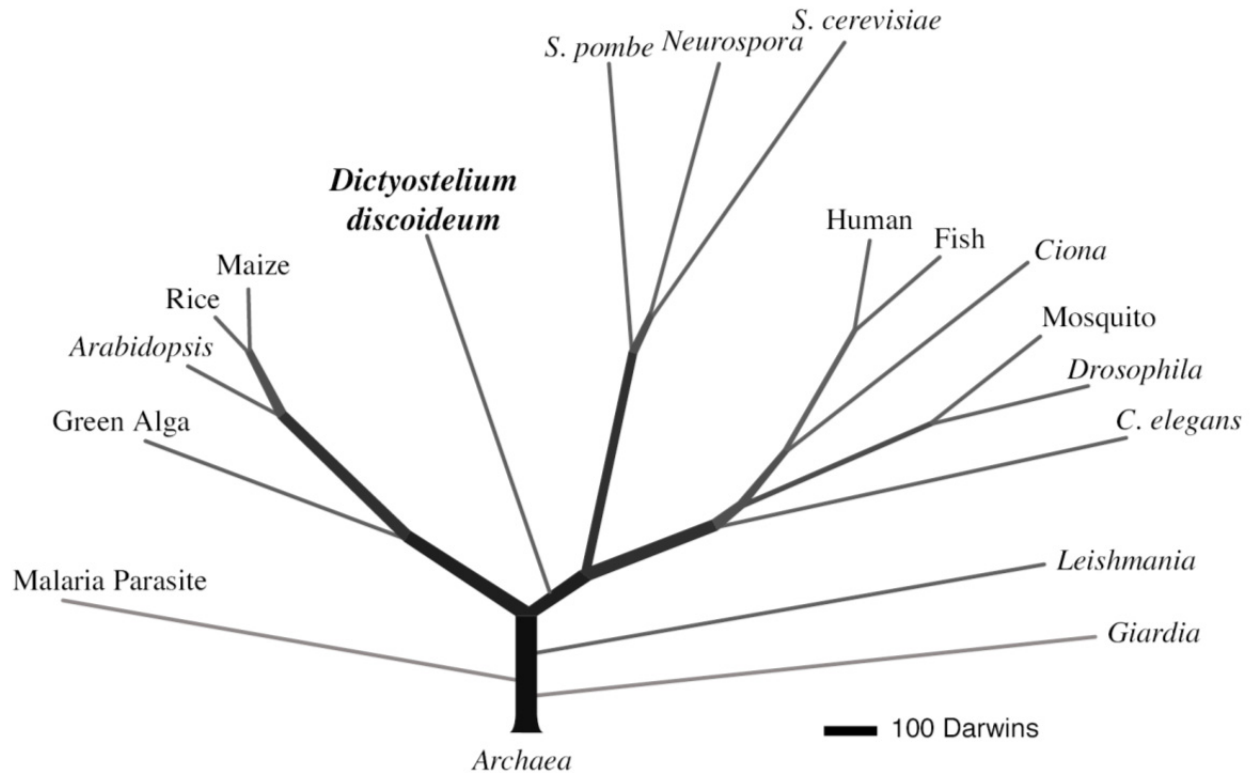 S. cerevisiae
S. pombe
Neurospora
Dictyostelium
discoideum
Human
Fish
Ciona
Maize
Rice
Mosquito
Arabidopsis
Drosophila
Green Alga
C. elegans
Leishmania
Malaria Parasite
Giardia
100 Darwins
Archaea